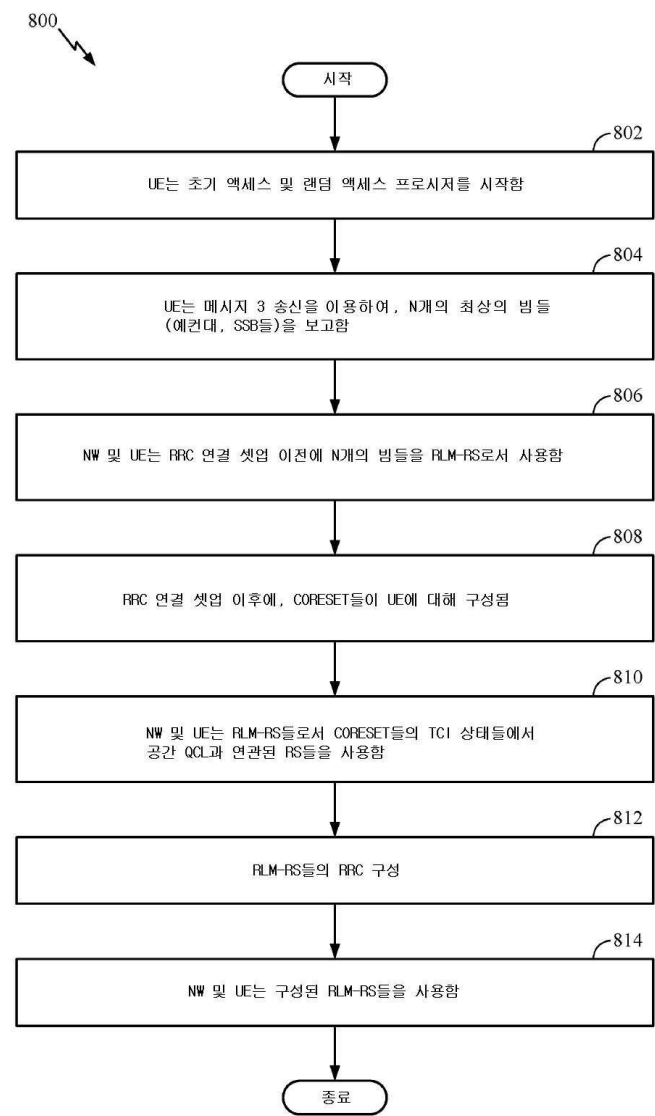 800
시작
802
UE는 초기 액세스 및 랜덤 액세스 프로시저를 시작함
804
UE는 메시지 3 송신을 이용하여, N개의 최상의 빔들
(예컨대, SSB들)을 보고함
806
NW 및 UE는 RRC 연결 셋업 이전에 N개의 빔들을 RLM-RS로서 사용함
808
RRC 연결 셋업 이후에, CORESET들이 UE에 대해 구성됨
810
NW 및 UE는 RLM-RS들로서 CORESET들의 TCI 상태들에서
공간 QCL과 연관된 RS들을 사용함
812
RLM-RS들의 RRC 구성
814
NW 및 UE는 구성된 RLM-RS들을 사용함
종료